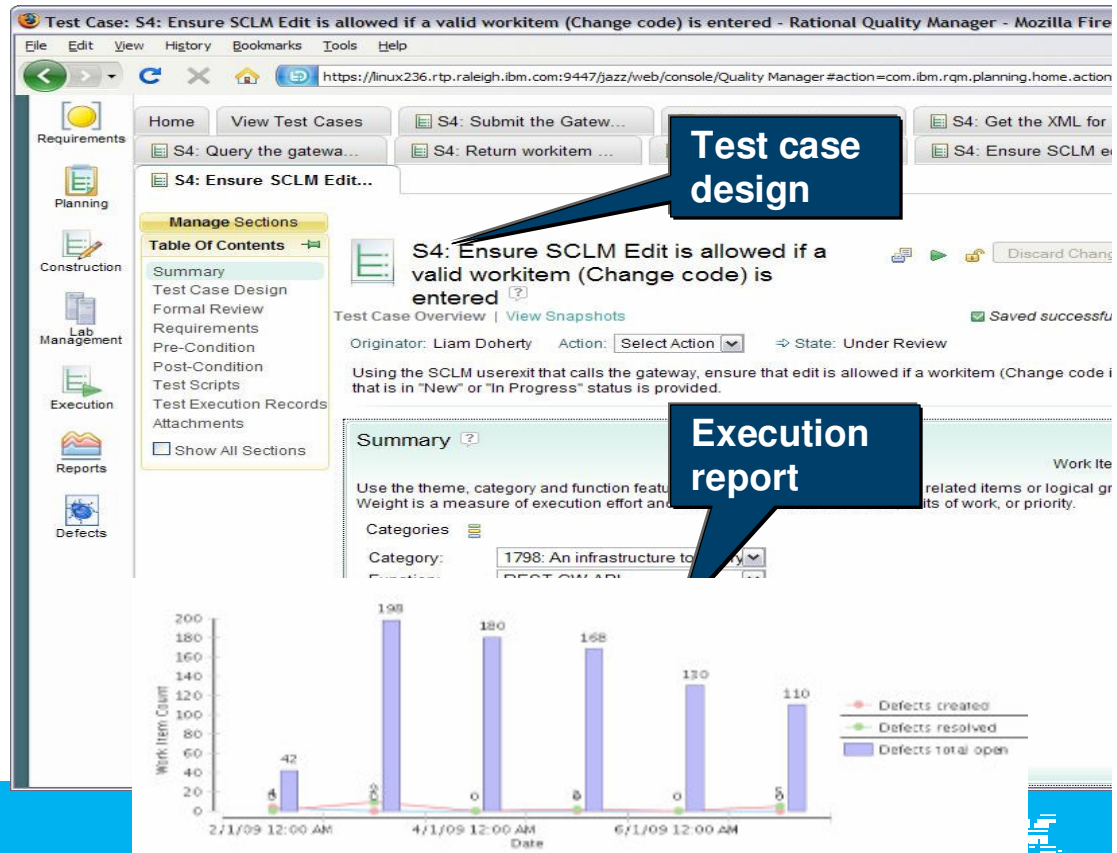 Test Case: S4: Ensure SCLM Edit is allowed if a valid workitem (Change code) is entered - Rational Quality Manager - Mozilla Fire
File Edit View History Bookmarks Tools Help
https://linux236.rtp.raleigh.ibm.com:9447/jazz/web/console/Quality Manager#action=com.ibm.rqm.planning.home.action
Requirements
Planning
Construction
Lab Management
Execution
Reports
Defects
Home View Test Cases S4: Submit the Gatew... S4: Get the XML for
S4: Query the gatewa... S4: Return workitem ... S4: Ensure SCLM e
S4: Ensure SCLM Edit...
Test case
design
Manage Sections
Table Of Contents
Summary
Test Case Design
Formal Review
Requirements
Pre-Condition
Post-Condition
Test Scripts
Test Execution Records
Attachments
Show All Sections
S4: Ensure SCLM Edit is allowed if a
valid workitem (Change code) is
entered ?
Discard Chang
Test Case Overview | View Snapshots
Saved successfu
Originator: Liam Doherty Action: Select Action State: Under Review
Using the SCLM userexit that calls the gateway, ensure that edit is allowed if a workitem (Change code i
that is in "New" or "In Progress" status is provided.
Execution
report
Summary ?
Work Ite
Use the theme, category and function featu related items or logical gr
Weight is a measure of execution effort and its of work, or priority.
Categories
Category: 1798: An infrastructure to
200
180
160
140
120
100
80
60
40
20
0
Work Item Count
42
198
180
168
130
110
0
0
2/1/09 12:00 AM
4/1/09 12:00 AM
6/1/09 12:00 AM
Date
Defects created
Defects resolved
Defects total open